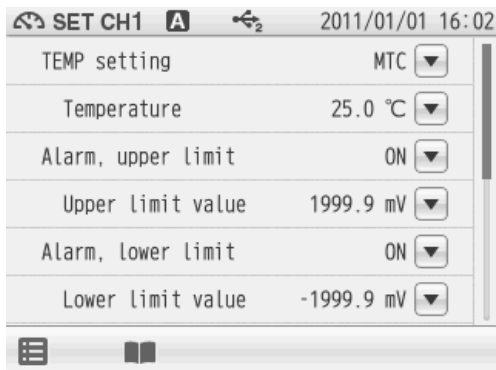 SET CH1 A 2 2011/01/01 16:02
TEMP setting MTC
Temperature 25.0 ℃
Alarm, upper limit ON
Upper limit value 1999.9 mV
Alarm, lower limit ON
Lower limit value -1999.9 mV